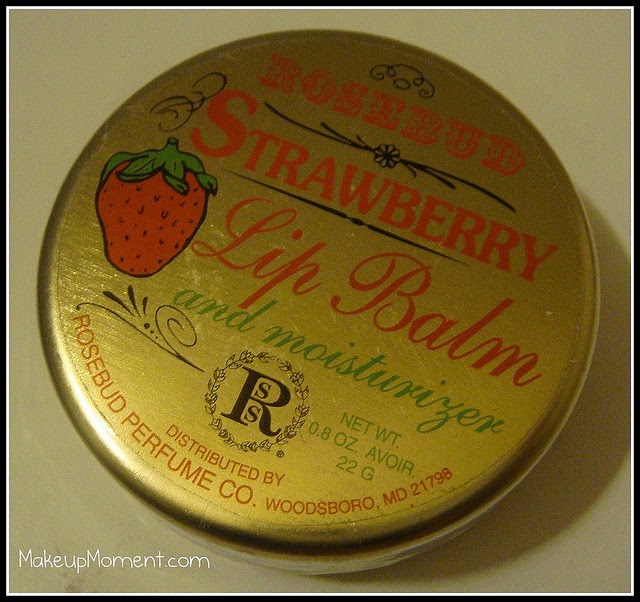 ROSEBUD
STRAWBERRY
Lip Balm
and moisturizer
RSS
®
NET WT.
0.8 OZ. AVOIR.
22 G
DISTRIBUTED BY
ROSEBUD PERFUME CO. WOODSBORO, MD 21798
MakeupMoment.com